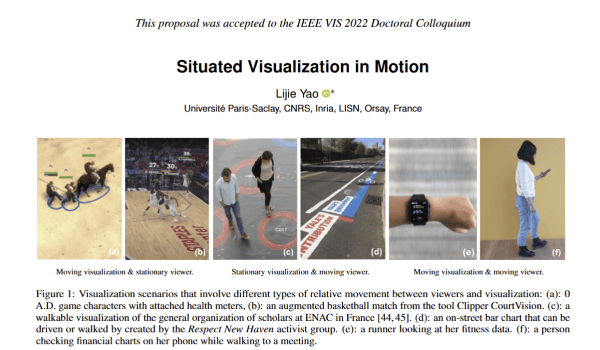 This proposal was accepted to the IEEE VIS 2022 Doctoral Colloquium
Situated Visualization in Motion
Lijie Yao *
Université Paris-Saclay, CNRS, Inria, LISN, Orsay, France
27%
30%
38%
STAPLES
YALE'S
CONTRIBUTION
(a) (b) (c) (d) (e) (f)
Moving visualization & stationary viewer. Stationary visualization & moving viewer. Moving visualization & moving viewer.
Figure 1: Visualization scenarios that involve different types of relative movement between viewers and visualization: (a): 0
A.D. game characters with attached health meters, (b): an augmented basketball match from the tool Clipper CourtVision. (c): a
walkable visualization of the general organization of scholars at ENAC in France [44,45]. (d): an on-street bar chart that can be
driven or walked by created by the Respect New Haven activist group. (e): a runner looking at her fitness data. (f): a person
checking financial charts on her phone while walking to a meeting.